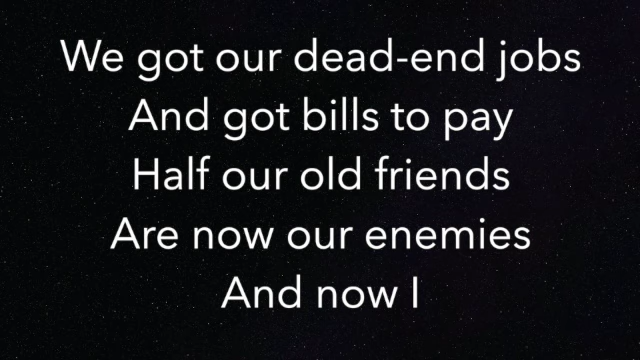 We got our dead-end jobs
And got bills to pay
Half our old friends
Are now our enemies
And now I